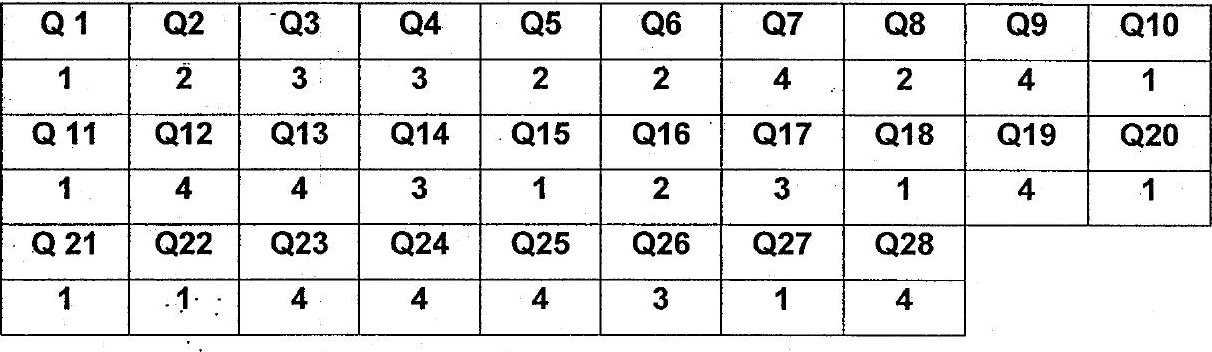 Q 1 Q2 Q3 Q4 Q5 Q6 Q7 Q8 Q9 Q10
1 2 3 3 2 2 4 2 4 1
Q 11 Q12 Q13 Q14 Q15 Q16 Q17 Q18 Q19 Q20
1 4 4 3 1 2 3 1 4 1
Q 21 Q22 Q23 Q24 Q25 Q26 Q27 Q28
1 1 4 4 4 3 1 4